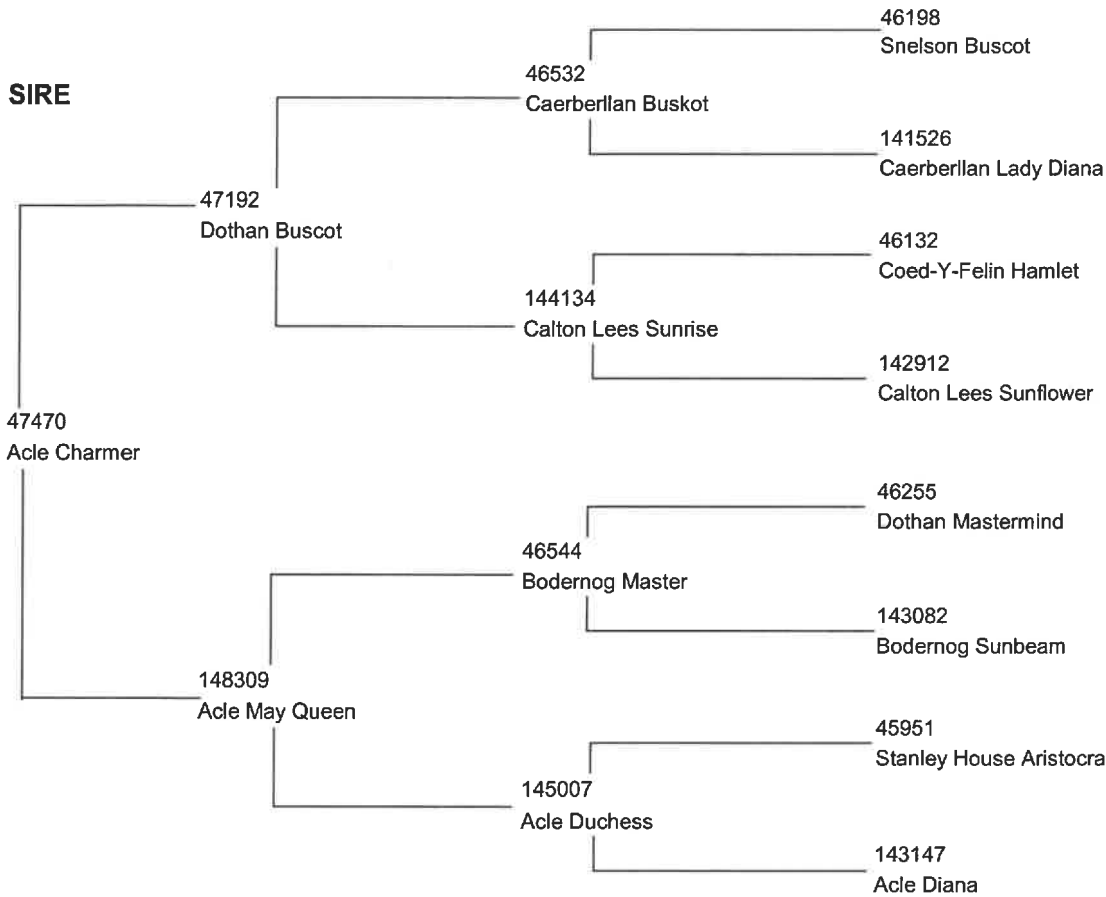 46198
Snelson Buscot
46532
Caerberllan Buskot
SIRE
141526
Caerberllan Lady Diana
47192
Dothan Buscot
46132
Coed-Y-Felin Hamlet
144134
Calton Lees Sunrise
142912
Calton Lees Sunflower
47470
Acle Charmer
46255
Dothan Mastermind
46544
Bodernog Master
143082
Bodernog Sunbeam
148309
Acle May Queen
45951
Stanley House Aristocra
145007
Acle Duchess
143147
Acle Diana